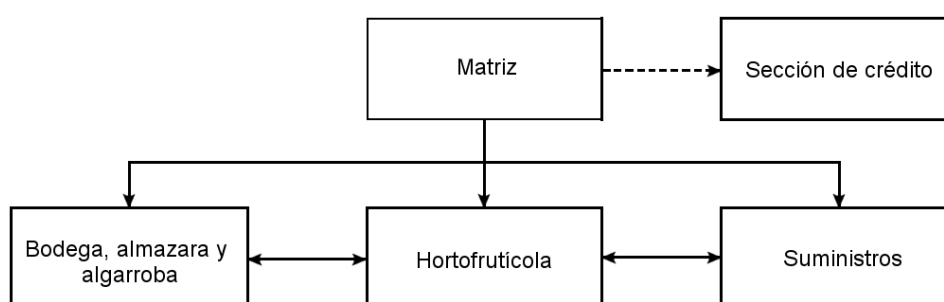 Matriz
Sección de crédito
Bodega, almazara y
algarroba
Hortofrutícola
Suministros